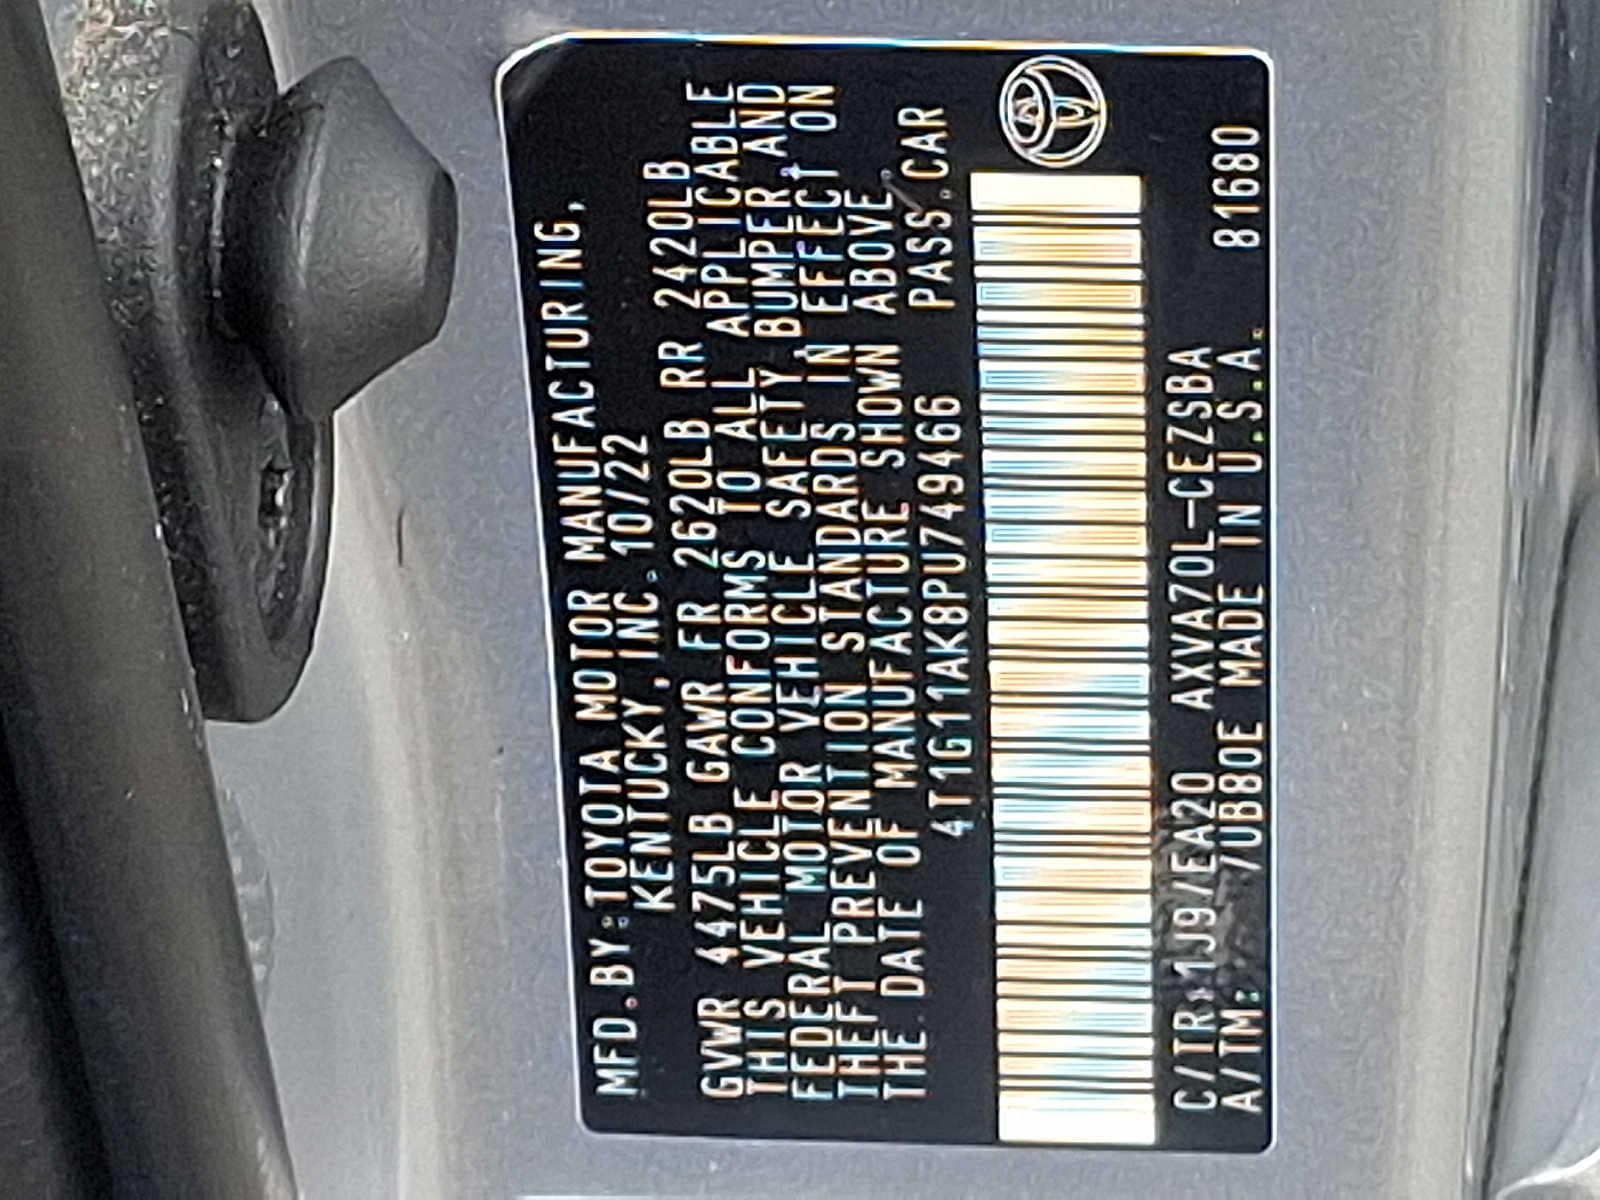 MFD.BY:TOYOTA MOTOR MANUFACTURING,
KENTUCKY, INC. 10/22
GVWR 4475LB GAWR FR 2620LB RR 2420LB
THIS VEHICLE CONFORMS TO ALL APPLICABLE
FEDERAL MOTOR VEHICLE SAFETY, BUMPER AND
THEFT PREVENTION STANDARDS IN EFFECT ON
THE DATE OF MANUFACTURE SHOWN ABOVE.
4T1G11AK8PU749466 PASS.CAR
C/TR:1J9/EA20 AXVA70L-CEZSBA
A/TM: /UB80E MADE IN U.S.A. 81680